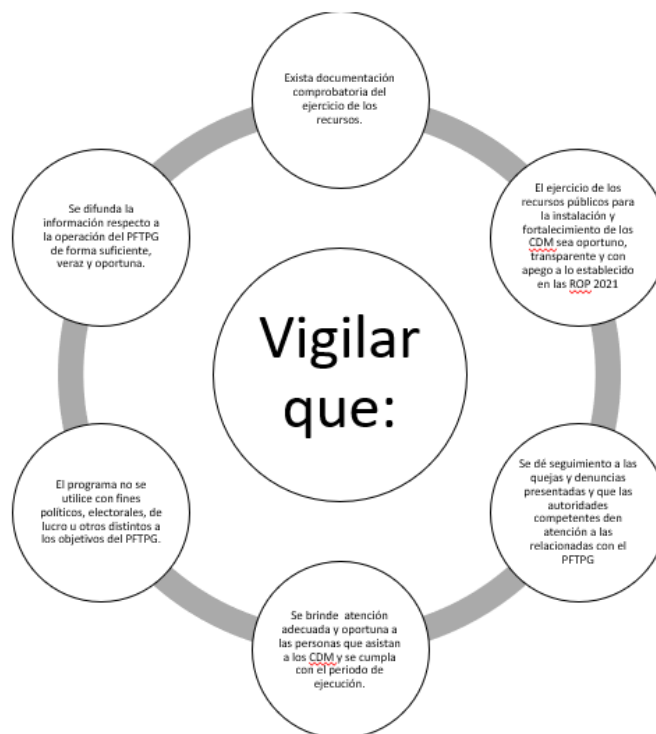 Exista documentación
comprobatoria del
ejercicio de los
recursos.
El ejercicio de los
recursos públicos para
la instalación y
fortalecimiento de los
CDM sea oportuno,
transparente y con
apego a lo establecido
en las ROP 2021
Se dé seguimiento a las
quejas y denuncias
presentadas y que las
autoridades
competentes den
atención a las
relacionadas con el
PFTPG
Se brinde atención
adecuada y oportuna a
las personas que asistan
a los CDM y se cumpla
con el periodo de
ejecución.
El programa no se
utilice con fines
políticos, electorales, de
lucro u otros distintos a
los objetivos del PFTPG.
Se difunda la
información respecto a
la operación del PFTPG
de forma suficiente,
veraz y oportuna.
Vigilar
que: